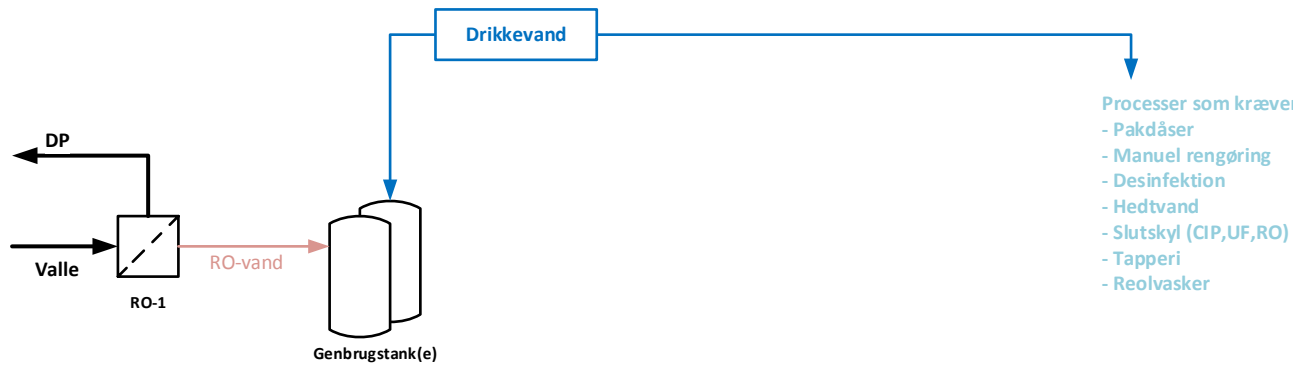 Drikkevand
Processer som kræver
- Pakdåser
- Manuel rengøring
- Desinfektion
- Hedtvand
- Slutskyl (CIP,UF,RO)
- Tapperi
- Reolvasker
DP
Valle
RO-vand
RO-1
Genbrugstank(e)